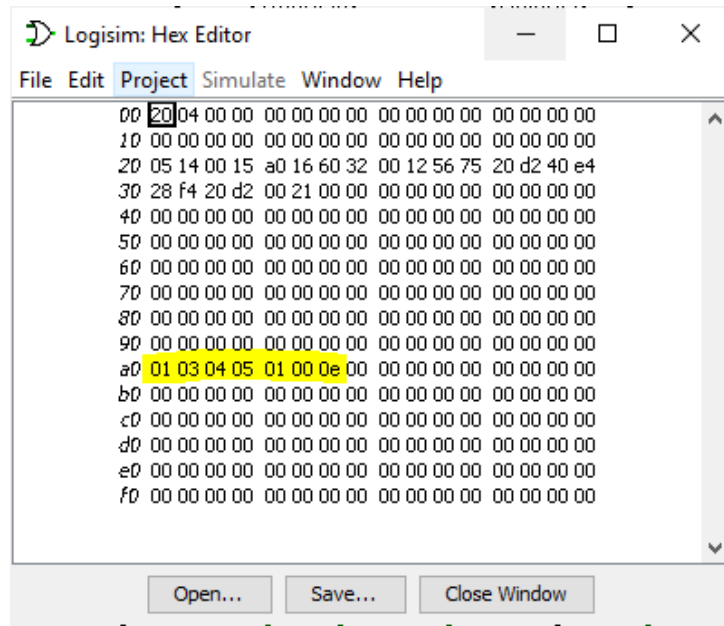 Logisim: Hex Editor
File Edit Project Simulate Window Help
00 20 04 00 00 00 00 00 00 00 00 00 00 00 00 00 00
10 00 00 00 00 00 00 00 00 00 00 00 00 00 00 00 00
20 05 14 00 15 a0 16 60 32 00 12 56 75 20 d2 40 e4
30 28 f4 20 d2 00 21 00 00 00 00 00 00 00 00 00 00
40 00 00 00 00 00 00 00 00 00 00 00 00 00 00 00 00
50 00 00 00 00 00 00 00 00 00 00 00 00 00 00 00 00
60 00 00 00 00 00 00 00 00 00 00 00 00 00 00 00 00
70 00 00 00 00 00 00 00 00 00 00 00 00 00 00 00 00
80 00 00 00 00 00 00 00 00 00 00 00 00 00 00 00 00
90 00 00 00 00 00 00 00 00 00 00 00 00 00 00 00 00
a0 01 03 04 05 01 00 0e 00 00 00 00 00 00 00 00 00
b0 00 00 00 00 00 00 00 00 00 00 00 00 00 00 00 00
c0 00 00 00 00 00 00 00 00 00 00 00 00 00 00 00 00
d0 00 00 00 00 00 00 00 00 00 00 00 00 00 00 00 00
e0 00 00 00 00 00 00 00 00 00 00 00 00 00 00 00 00
f0 00 00 00 00 00 00 00 00 00 00 00 00 00 00 00 00
Open... Save... Close Window